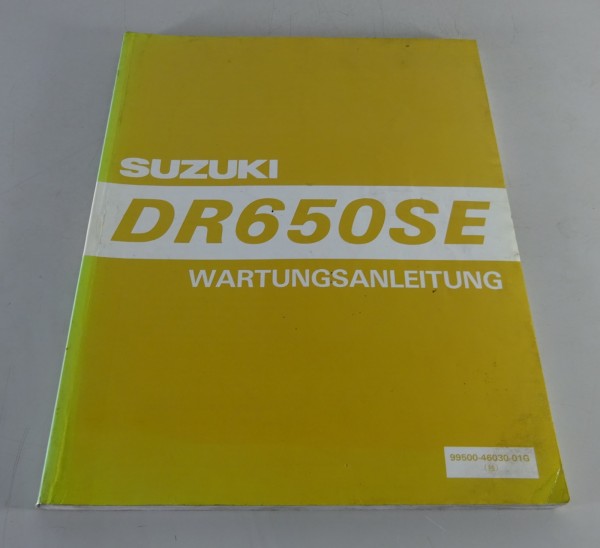 SUZUKI
DR650SE
WARTUNGSANLEITUNG
99500-46030-01G